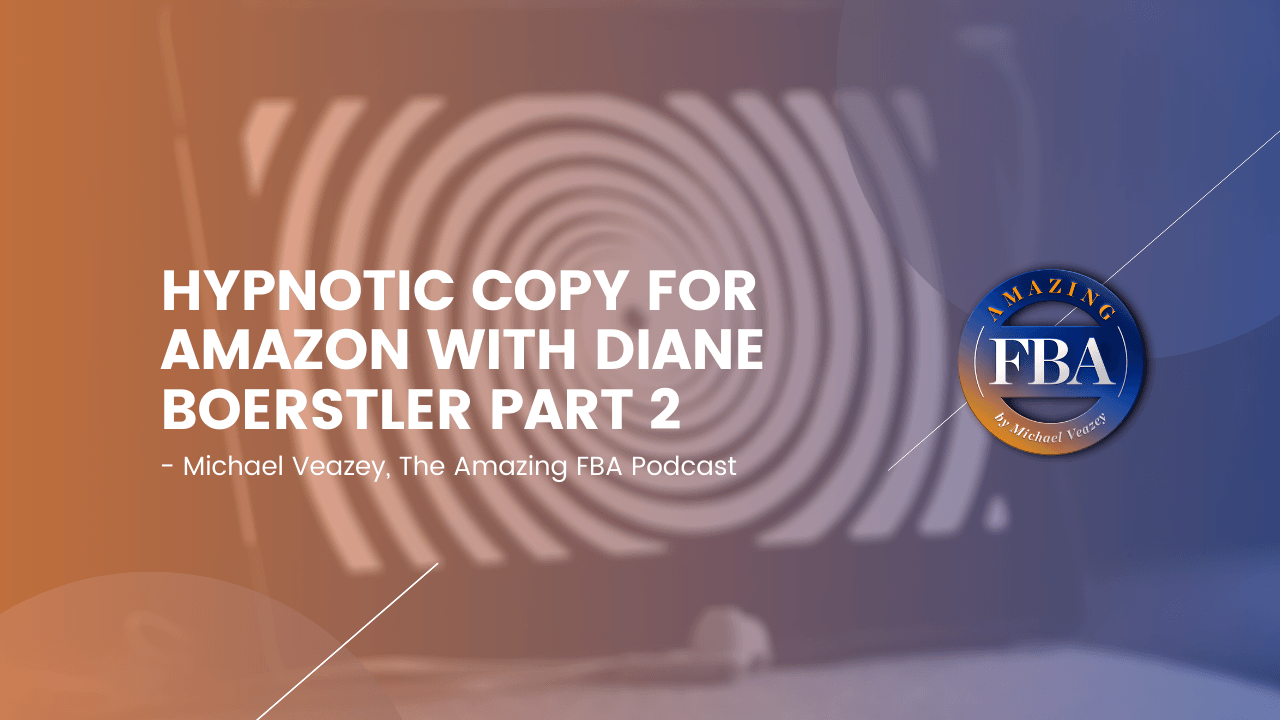 HYPNOTIC COPY FOR
AMAZON WITH DIANE
BOERSTLER PART 2
- Michael Veazey, The Amazing FBA Podcast
AMAZING
FBA
by Michael Veazey